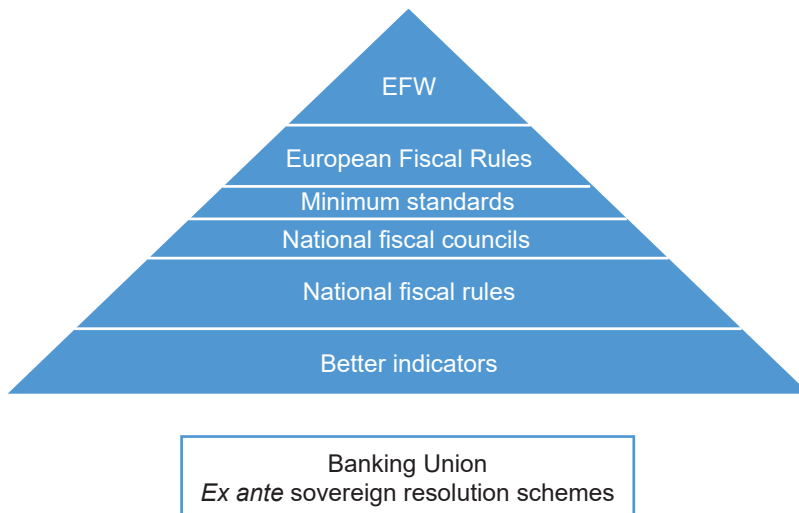 EFW
European Fiscal Rules
Minimum standards
National fiscal councils
National fiscal rules
Better indicators
Banking Union
Ex ante sovereign resolution schemes